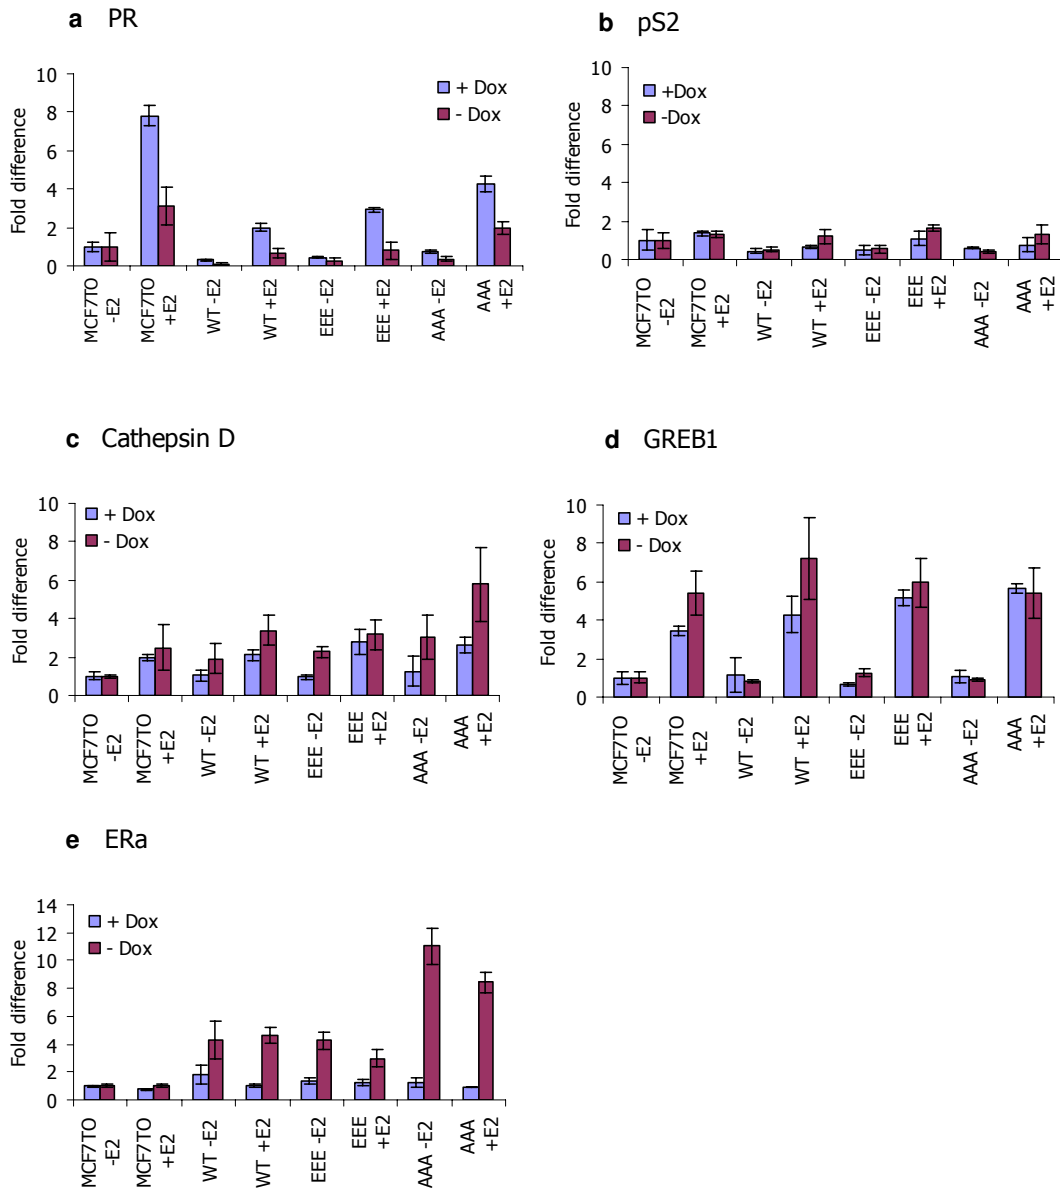 a PR
Fold difference
10
8
6
4
2
0
+ Dox
- Dox
MCF7TO
-E2
MCF7TO
+E2
WT -E2
WT +E2
EEE -E2
EEE +E2
AAA -E2
AAA
+E2
b pS2
Fold difference
10
8
6
4
2
0
+Dox
-Dox
MCF7TO
-E2
MCF7TO
+E2
WT -E2
WT +E2
EEE -E2
EEE
+E2
AAA -E2
AAA
+E2
c Cathepsin D
Fold difference
10
8
6
4
2
0
+ Dox
- Dox
MCF7TO
-E2
MCF7TO
+E2
WT -E2
WT +E2
EEE -E2
EEE
+E2
AAA -E2
AAA
+E2
d GREB1
Fold difference
10
8
6
4
2
0
+ Dox
- Dox
MCF7TO
-E2
MCF7TO
+E2
WT -E2
WT +E2
EEE -E2
EEE
+E2
AAA -E2
AAA
+E2
e ERa
Fold difference
14
12
10
8
6
4
2
0
+ Dox
- Dox
MCF7TO
-E2
MCF7TO
+E2
WT -E2
WT +E2
EEE -E2
EEE
+E2
AAA -E2
AAA
+E2